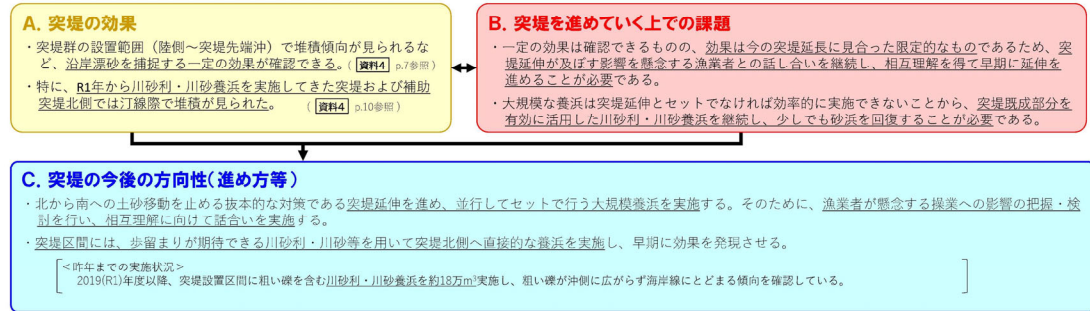 A. 突堤の効果
・突堤群の設置範囲（陸側～突堤先端沖）で堆積傾向が見られるな
ど、沿岸漂砂を捕捉する一定の効果が確認できる。（ 資料4 p.7参照）
・特に、R1年から川砂利・川砂養浜を実施してきた突堤および補助
突堤北側では汀線際で堆積が見られた。 （ 資料4 p.10参照）
B. 突堤を進めていく上での課題
・一定の効果は確認できるものの、効果は今の突堤延長に見合った限定的なものであるため、突
堤延伸が及ぼす影響を懸念する漁業者との話し合いを継続し、相互理解を得て早期に延伸を
進めることが必要である。
・大規模な養浜は突堤延伸とセットでなければ効率的に実施できないことから、突堤既成部分を
有効に活用した川砂利・川砂養浜を継続し、少しでも砂浜を回復することが必要である。
C. 突堤の今後の方向性（進め方等）
・北から南への土砂移動を止める抜本的な対策である突堤延伸を進め、並行してセットで行う大規模養浜を実施する。そのために、漁業者が懸念する操業への影響の把握・検
討を行い、相互理解に向けて話合いを実施する。
・突堤区間には、歩留まりが期待できる川砂利・川砂等を用いて突堤北側へ直接的な養浜を実施し、早期に効果を発現させる。
＜昨年までの実施状況＞
2019(R1)年度以降、突堤設置区間に粗い礫を含む川砂利・川砂養浜を約18万m³実施し、粗い礫が沖側に広がらず海岸線にとどまる傾向を確認している。